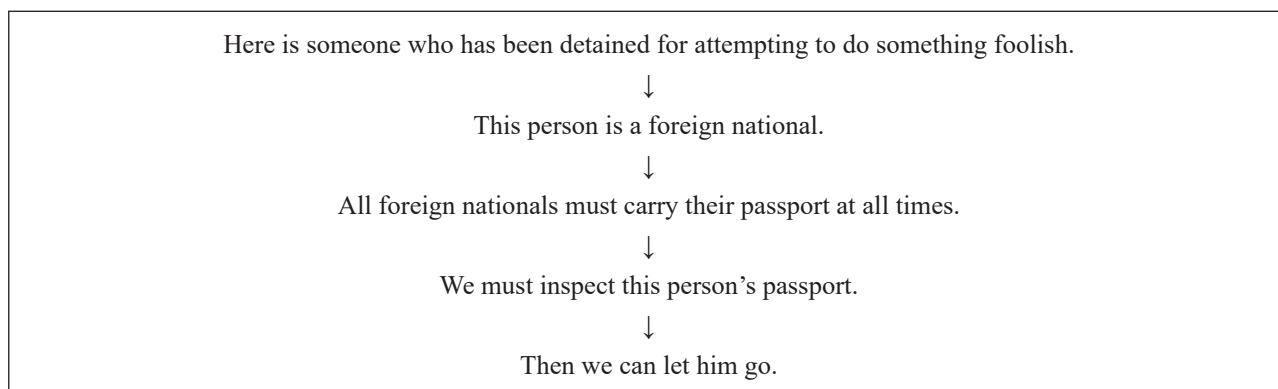 Here is someone who has been detained for attempting to do something foolish.
↓
This person is a foreign national.
↓
All foreign nationals must carry their passport at all times.
↓
We must inspect this person’s passport.
↓
Then we can let him go.